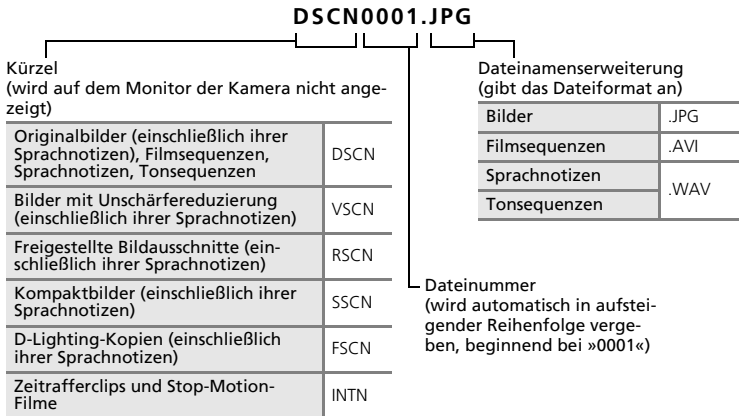 DSCN0001.JPG
Kürzel
(wird auf dem Monitor der Kamera nicht ange-
zeigt)
Originalbilder (einschließlich ihrer
Sprachnotizen), Filmsequenzen,
Sprachnotizen, Tonsequenzen
DSCN
Bilder mit Unschärfereduzierung
(einschließlich ihrer Sprachnotizen)
VSCN
Freigestellte Bildausschnitte (ein-
schließlich ihrer Sprachnotizen)
RSCN
Kompaktbilder (einschließlich ihrer
Sprachnotizen)
SSCN
D-Lighting-Kopien (einschließlich
ihrer Sprachnotizen)
FSCN
Zeitrafferclips und Stop-Motion-
Filme
INTN
Dateinamenserweiterung
(gibt das Dateiformat an)
Bilder .JPG
Filmsequenzen .AVI
Sprachnotizen
.WAV
Tonsequenzen
Dateinummer
(wird automatisch in aufstei-
gender Reihenfolge verge-
ben, beginnend bei »0001«)